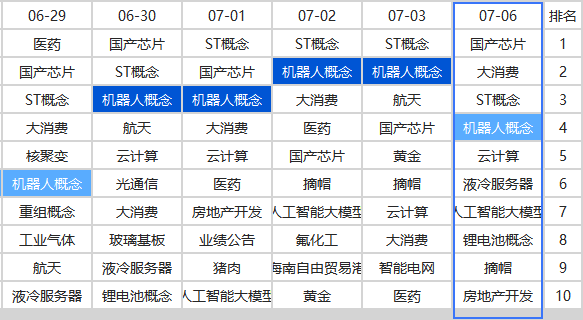 06-29 06-30 07-01 07-02 07-03 07-06 排名
医药 国产芯片 ST概念 ST概念 ST概念 国产芯片 1
国产芯片 ST概念 国产芯片 机器人概念 机器人概念 大消费 2
ST概念 机器人概念 机器人概念 大消费 航天 ST概念 3
大消费 航天 大消费 医药 国产芯片 机器人概念 4
核聚变 云计算 云计算 国产芯片 黄金 云计算 5
机器人概念 光通信 医药 摘帽 摘帽 液冷服务器 6
重组概念 大消费 房地产开发 人工智能大模型 云计算 人工智能大模型 7
工业气体 玻璃基板 业绩公告 氟化工 大消费 锂电池概念 8
航天 液冷服务器 猪肉 海南自由贸易港 智能电网 摘帽 9
液冷服务器 锂电池概念 人工智能大模型 黄金 医药 房地产开发 10